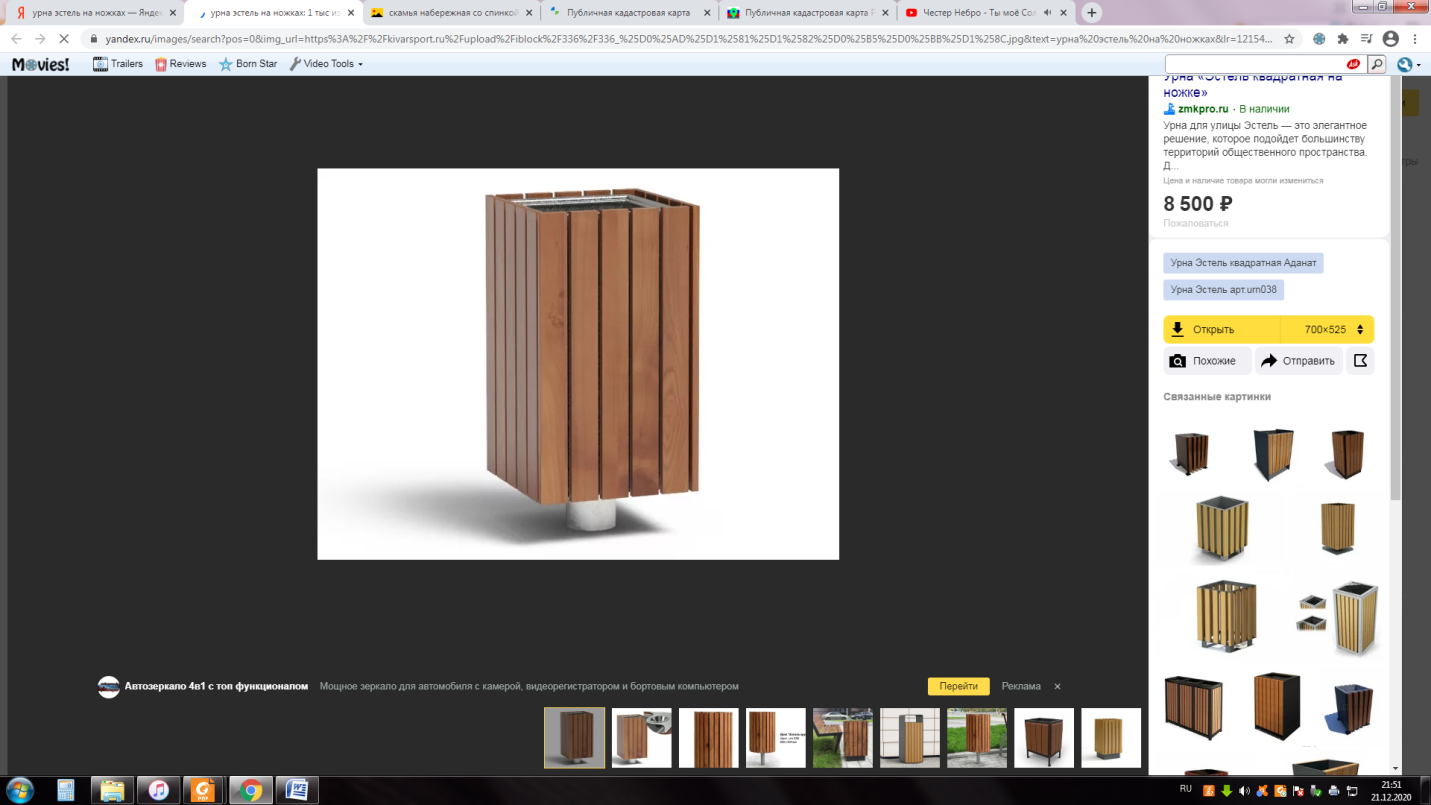 урна эстель на ножках — Яндек
урна эстель на ножках: 1 тыс из
скамья набережная со спинкой
Публичная кадастровая карта
Публичная кадастровая карта Р
Честер Небро - Ты моё Сол
yandex.ru/images/search?pos=0&img_url=https%3A%2F%2Fkivarsport.ru%2Fupload%2Fiblock%2F336%2F336_%25D0%25AD%25D1%2581%25D1%2582%25D0%25B5%25D0%25BB%25D1%258C.jpg&text=урна%20эстель%20на%20ножках&lr=12154...
Movies!
Trailers
Reviews
Born Star
Video Tools
Ask
Урна «Эстель квадратная на
ножке»
zmkpro.ru · В наличии
Урна для улицы Эстель — это элегантное
решение, которое подойдет большинству
территорий общественного пространства.
Д...
Цена и наличие товара могли измениться
8 500 ₽
Пожаловаться
Урна Эстель квадратная Аданат
Урна Эстель арт.urn038
Открыть
700×525
Похожие
Отправить
Связанные картинки
Автозеркало 4в1 с топ функционалом
Мощное зеркало для автомобиля с камерой, видеорегистратором и бортовым компьютером
Перейти
Реклама
RU
21:51
21.12.2020